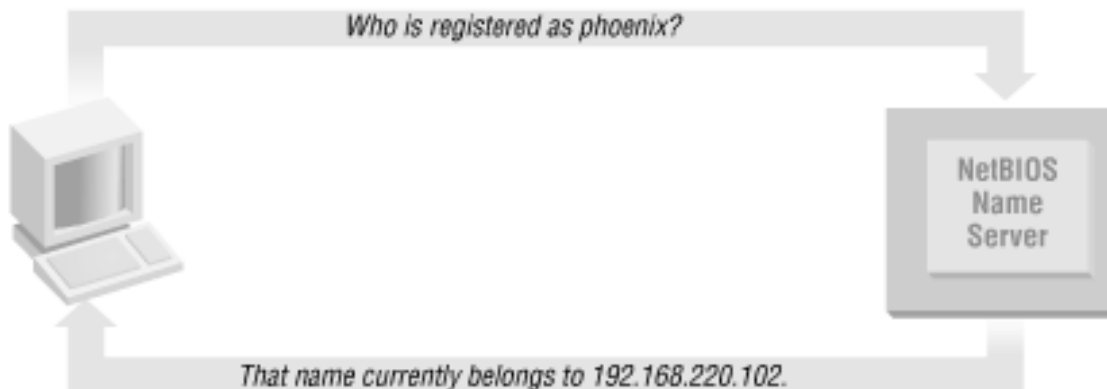 Who is registered as phoenix?
NetBIOS
Name
Server
That name currently belongs to 192.168.220.102.